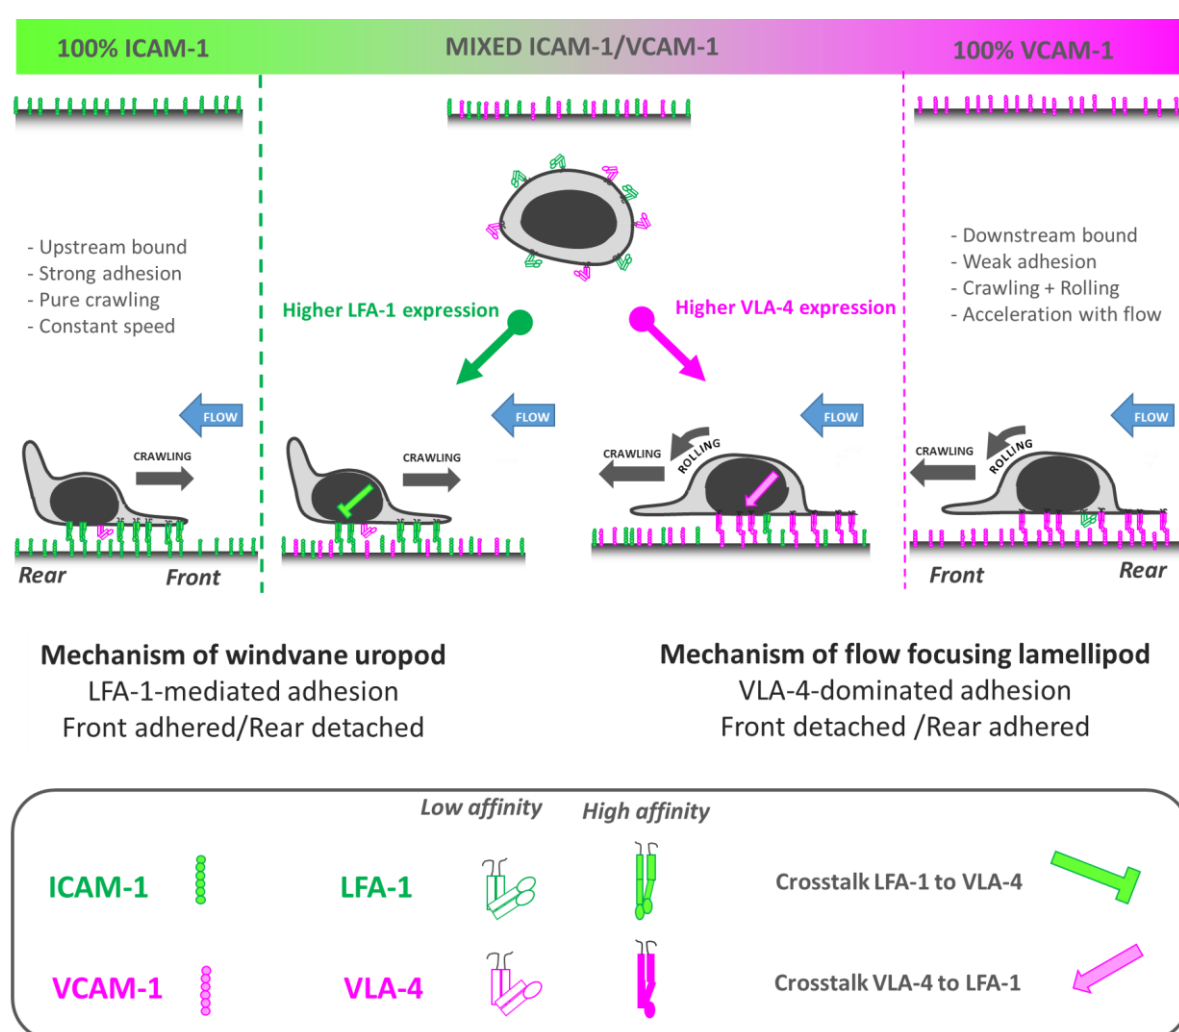 100% ICAM-1
MIXED ICAM-1/VCAM-1
100% VCAM-1
- Upstream bound
- Strong adhesion
- Pure crawling
- Constant speed
Higher LFA-1 expression
Higher VLA-4 expression
- Downstream bound
- Weak adhesion
- Crawling + Rolling
- Acceleration with flow
FLOW
CRAWLING
Rear
Front
FLOW
CRAWLING
FLOW
CRAWLING
ROLLING
FLOW
CRAWLING
ROLLING
Front
Rear
Mechanism of windvane uropod
LFA-1-mediated adhesion
Front adhered/Rear detached
Mechanism of flow focusing lamellipod
VLA-4-dominated adhesion
Front detached /Rear adhered
Low affinity
High affinity
ICAM-1
LFA-1
Crosstalk LFA-1 to VLA-4
VCAM-1
VLA-4
Crosstalk VLA-4 to LFA-1